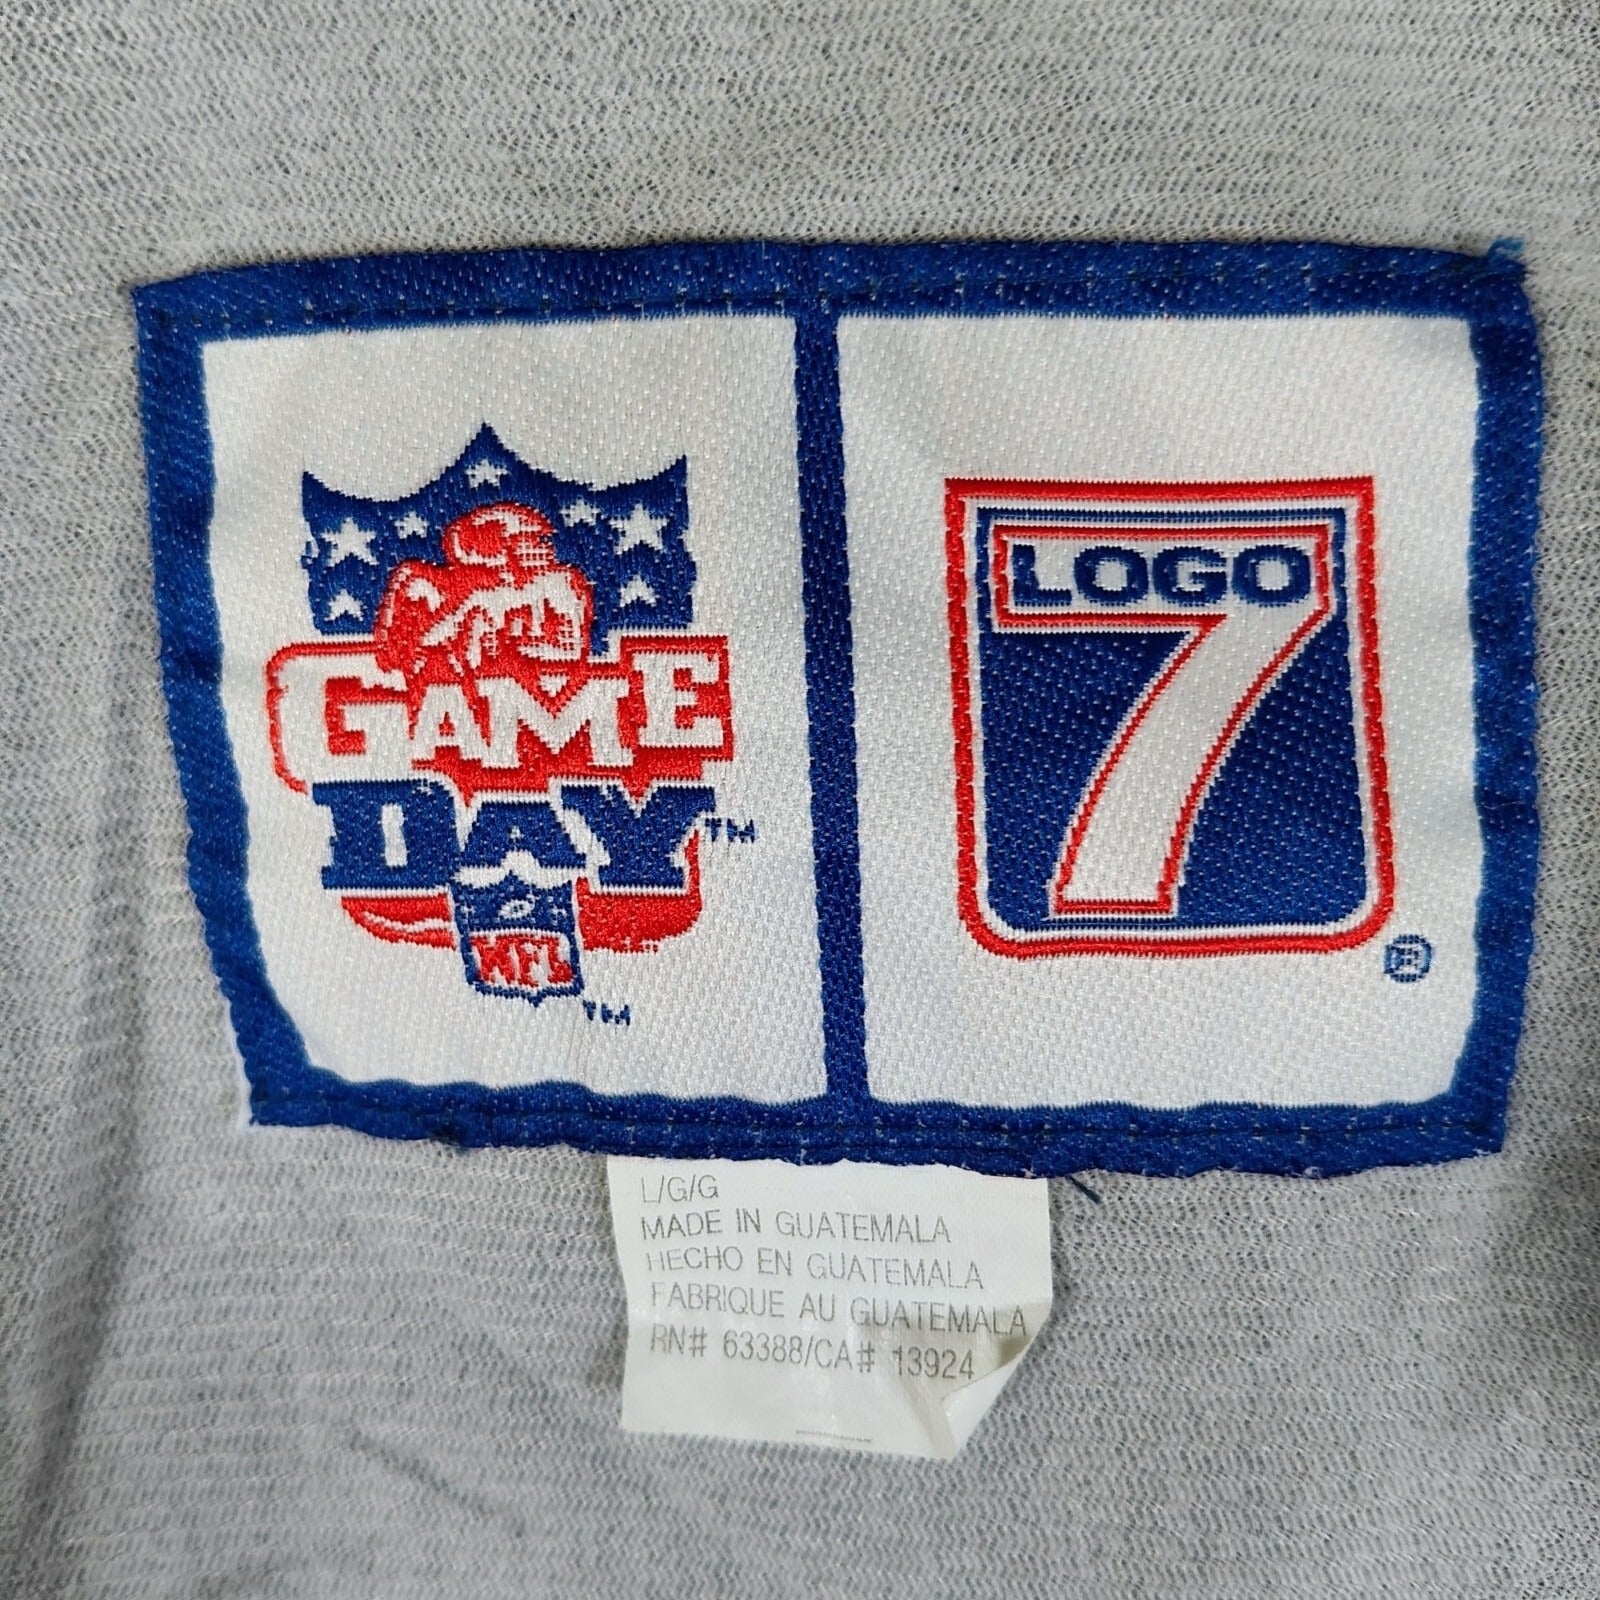 GAME
DAY™
NFL
™
LOGO
7
®
L/G/G
MADE IN GUATEMALA
HECHO EN GUATEMALA
FABRIQUE AU GUATEMALA
RN# 63388/CA# 13924